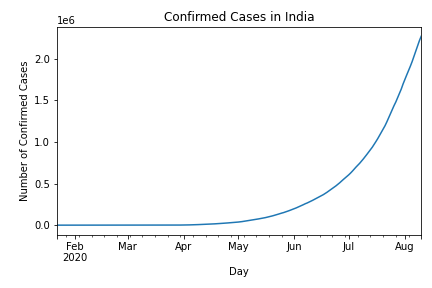 Confirmed Cases in India
1e6
2.0
1.5
1.0
0.5
0.0
Number of Confirmed Cases
Feb Mar Apr May Jun Jul Aug
2020
Day